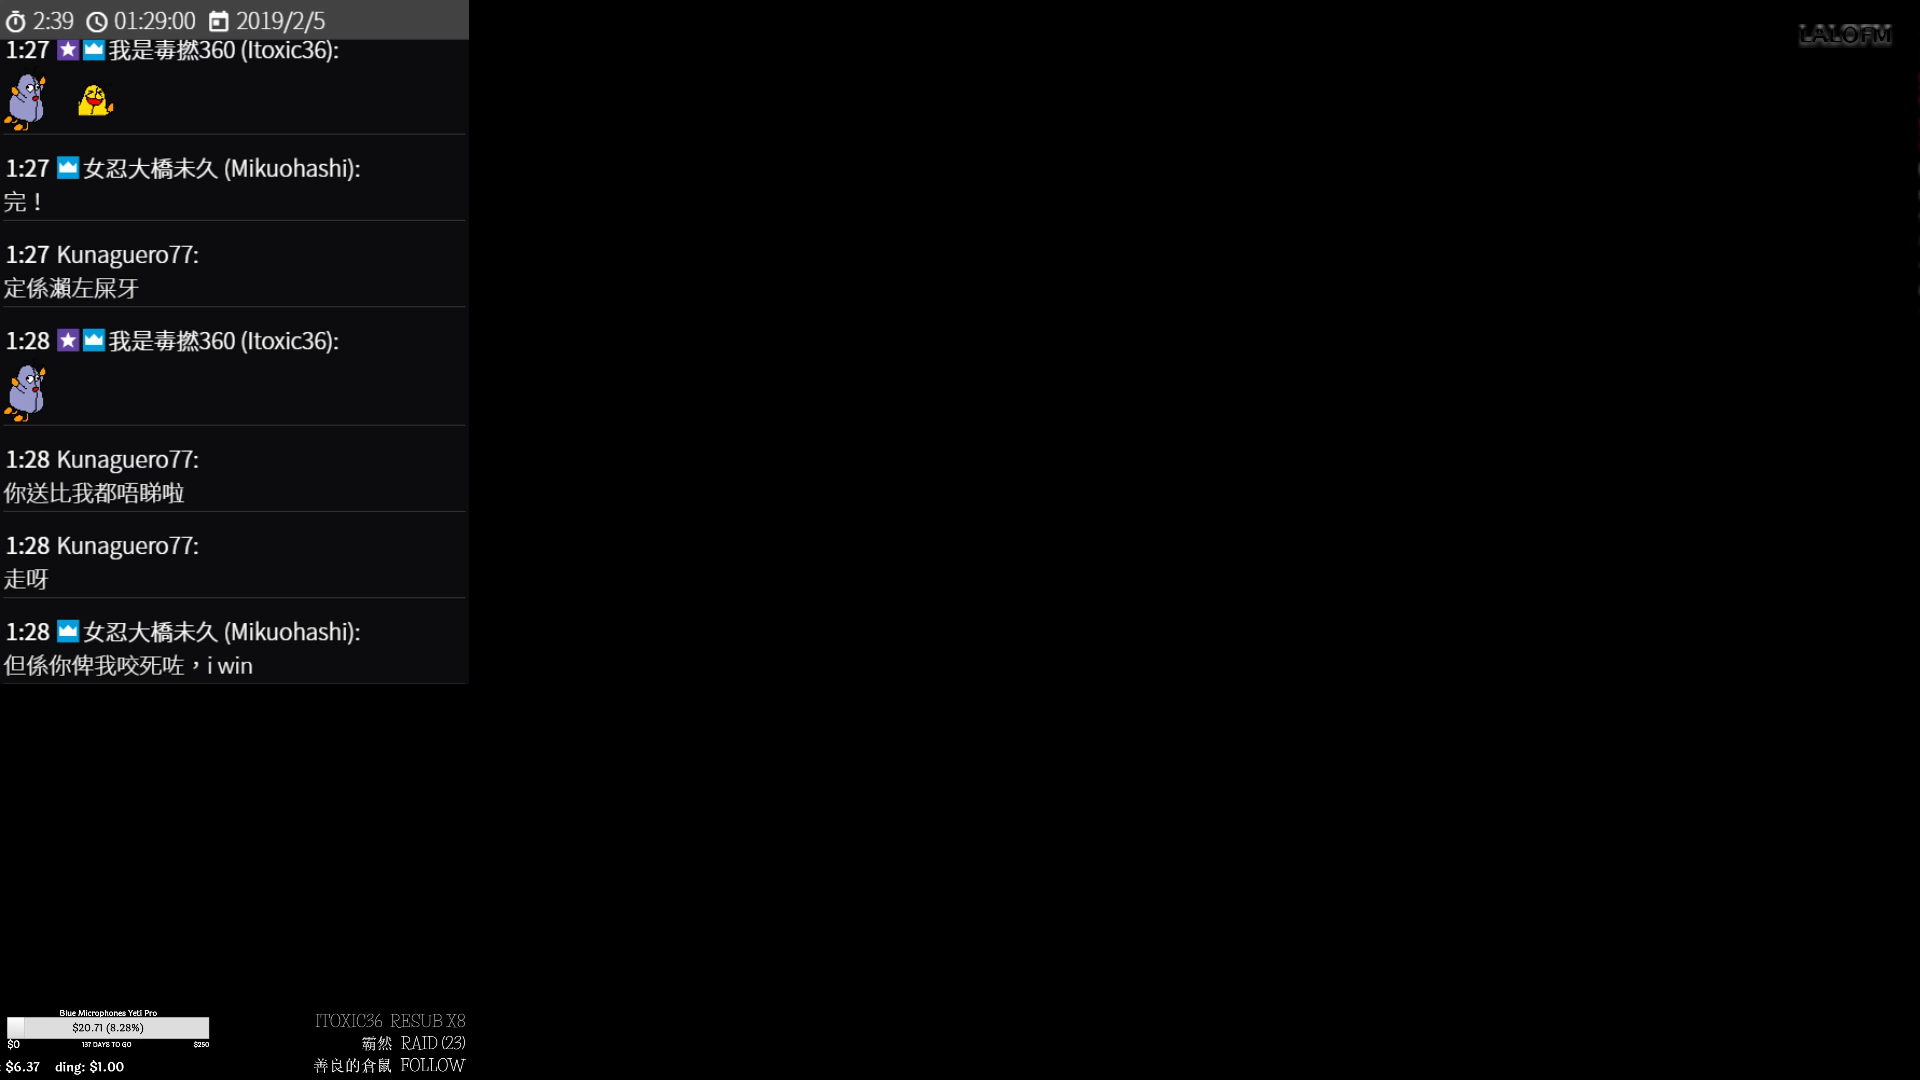 2:39 01:29:00 2019/2/5
1:27 我是毒撚360 (Itoxic36):
1:27 女忍大橋未久 (Mikuohashi):
完！
1:27 Kunaguero77:
定係瀨左屎牙
1:28 我是毒撚360 (Itoxic36):
1:28 Kunaguero77:
你送比我都唔睇啦
1:28 Kunaguero77:
走呀
1:28 女忍大橋未久 (Mikuohashi):
但係你俾我咬死咗，i win
LALOFM
Blue Microphones Yeti Pro
$20.71 (8.28%)
$0 137 DAYS TO GO $250
: $6.37 ding: $1.00
ITOXIC36 RESUB X8
霸然 RAID (23)
善良的倉鼠 FOLLOW